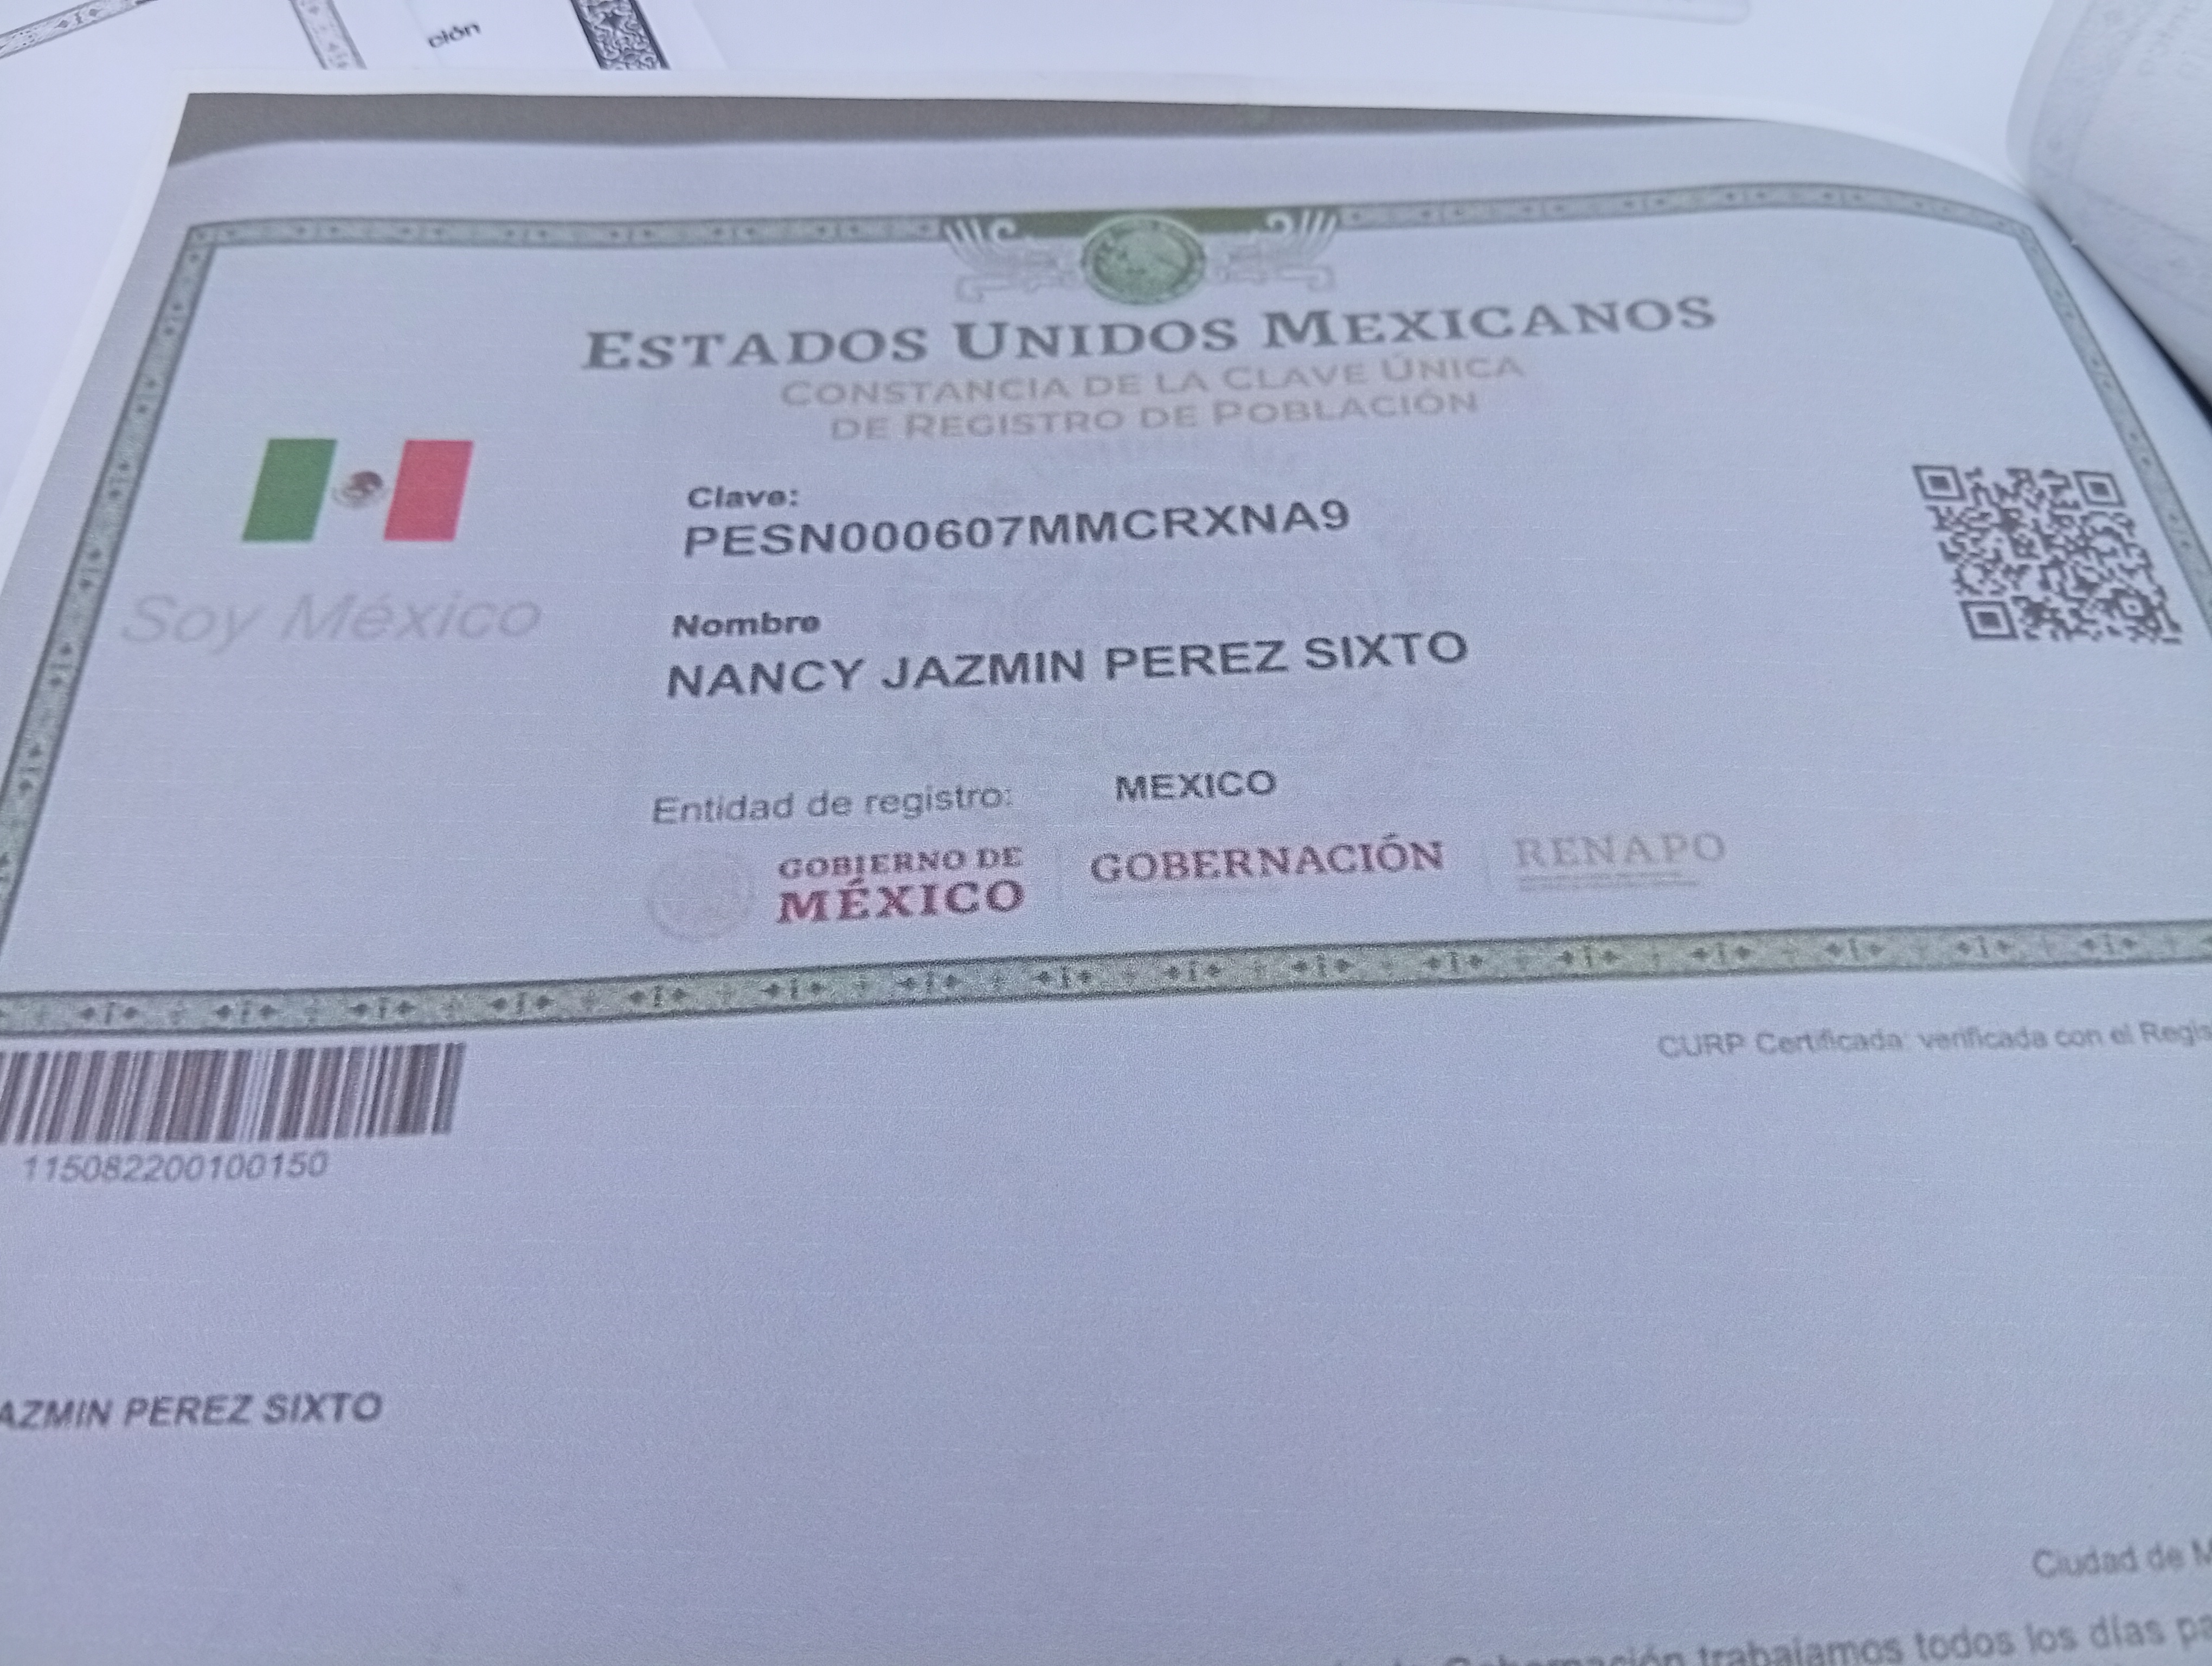 ción
ESTADOS UNIDOS MEXICANOS
CONSTANCIA DE LA CLAVE ÚNICA
DE REGISTRO DE POBLACIÓN
Soy México
Clave:
PESN000607MMCRXNA9
Nombre
NANCY JAZMIN PEREZ SIXTO
Entidad de registro: MEXICO
GOBIERNO DE
MÉXICO
GOBERNACIÓN
RENAPO
CURP Certificada: verificada con el Regis
115082200100150
AZMIN PEREZ SIXTO
Ciudad de M
Gobernación trabajamos todos los días pa